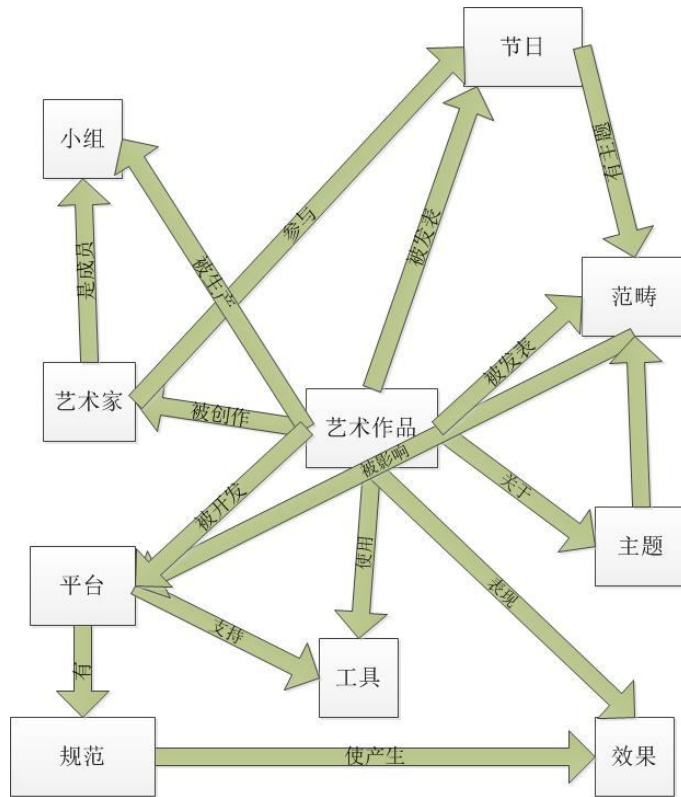 节日
小组
有主题
参与
被发表
是成员
被生产
范畴
艺术家
被创作
艺术作品
被发表
被影响
关于
被开发
使用
主题
平台
表现
支持
有
工具
规范
使产生
效果